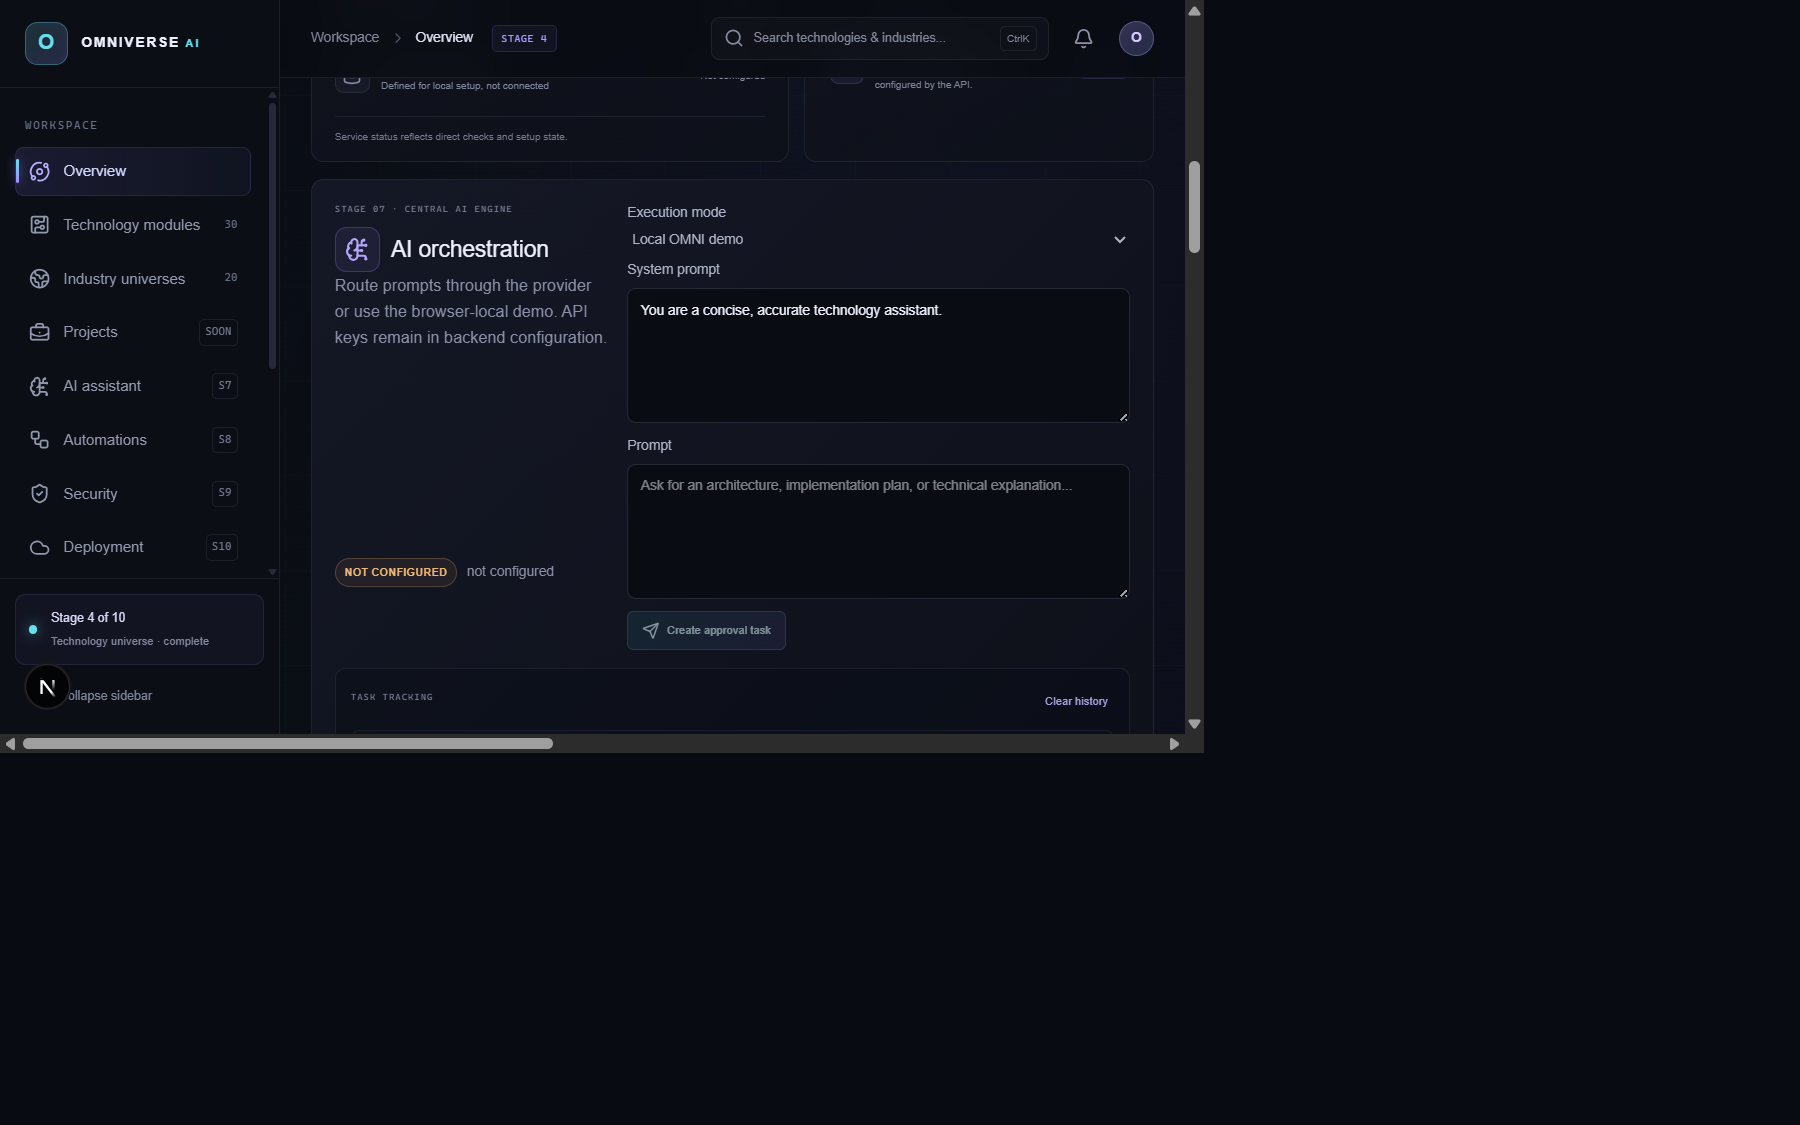 O OMNIVERSE AI
Workspace > Overview STAGE 4
Search technologies & industries... CtrlK
O
WORKSPACE
Overview
Technology modules 30
Industry universes 20
Projects SOON
AI assistant S7
Automations S8
Security S9
Deployment S10
Stage 4 of 10
Technology universe · complete
N
ollapse sidebar
Defined for local setup, not connected
Service status reflects direct checks and setup state.
configured by the API.
STAGE 07 · CENTRAL AI ENGINE
AI orchestration
Route prompts through the provider
or use the browser-local demo. API
keys remain in backend configuration.
NOT CONFIGURED not configured
Execution mode
Local OMNI demo
System prompt
You are a concise, accurate technology assistant.
Prompt
Ask for an architecture, implementation plan, or technical explanation...
Create approval task
TASK TRACKING
Clear history